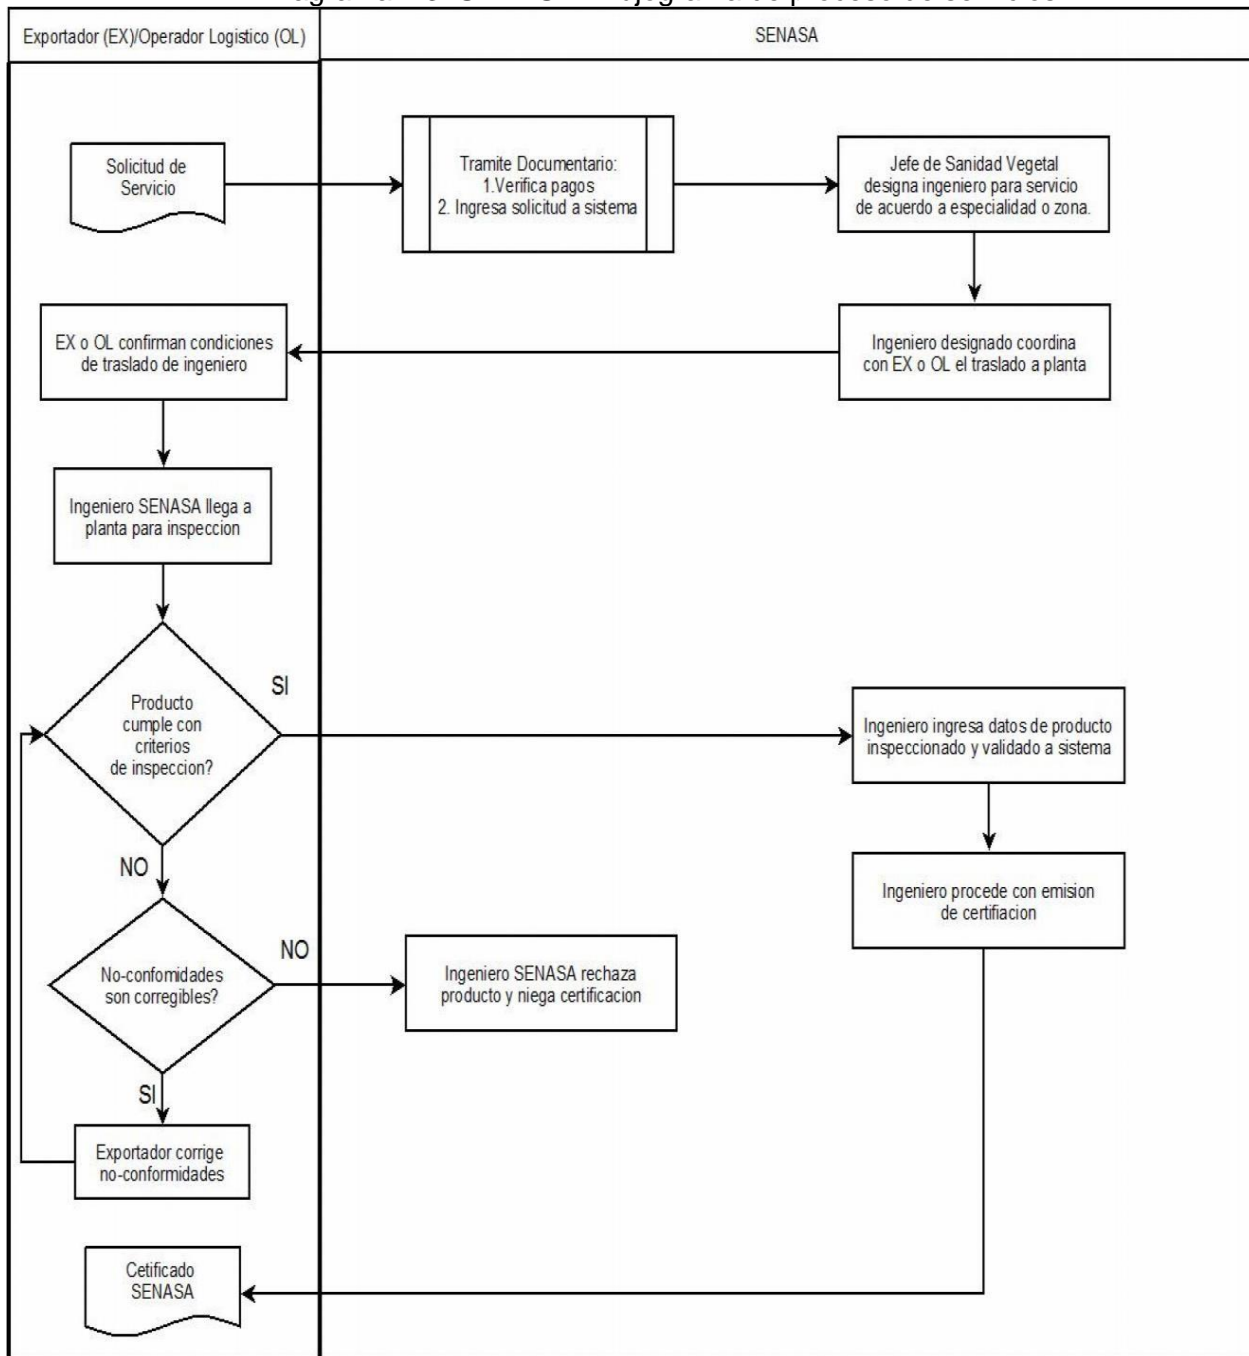 Exportador (EX)/Operador Logistico (OL)
SENASA
Solicitud de
Servicio
Tramite Documentario:
1.Verifica pagos
2. Ingresa solicitud a sistema
Jefe de Sanidad Vegetal
designa ingeniero para servicio
de acuerdo a especialidad o zona.
EX o OL confirman condiciones
de traslado de ingeniero
Ingeniero designado coordina
con EX o OL el traslado a planta
Ingeniero SENASA llega a
planta para inspeccion
Producto
cumple con
criterios
de inspeccion?
SI
Ingeniero ingresa datos de producto
inspeccionado y validado a sistema
NO
Ingeniero procede con emision
de certifiacion
No-confomidades
son corregibles?
NO
Ingeniero SENASA rechaza
producto y niega certificacion
SI
Exportador corrige
no-conformidades
Cetificado
SENASA